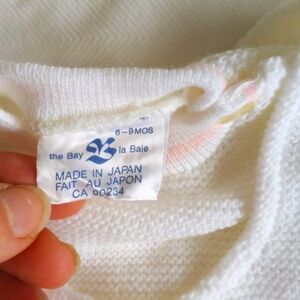 6-9 MOS
the Bay la Baie
MADE IN JAPAN
FAIT AU JAPON
CA 00234